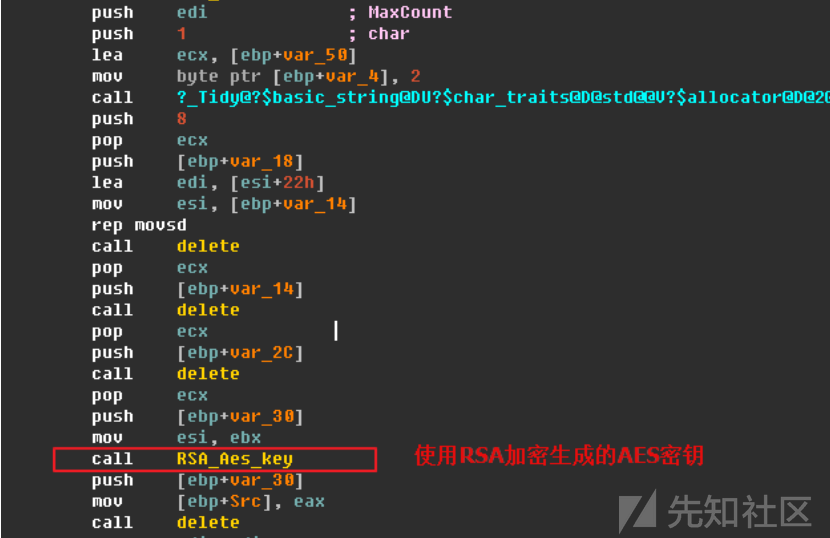 push edi ; MaxCount
push 1 ; char
lea ecx, [ebp+var_50]
mov byte ptr [ebp+var_4], 2
call ?_Tidy@?$basic_string@DU?$char_traits@D@std@@V?$allocator@D@2@
push 8
pop ecx
push [ebp+var_18]
lea edi, [esi+22h]
mov esi, [ebp+var_14]
rep movsd
call delete
pop ecx
push [ebp+var_14]
call delete
pop ecx
push [ebp+var_2C]
call delete
pop ecx
push [ebp+var_30]
mov esi, ebx
call RSA_Aes_key 使用RSA加密生成的AES密钥
push [ebp+var_30]
mov [ebp+Src], eax
call delete
先知社区